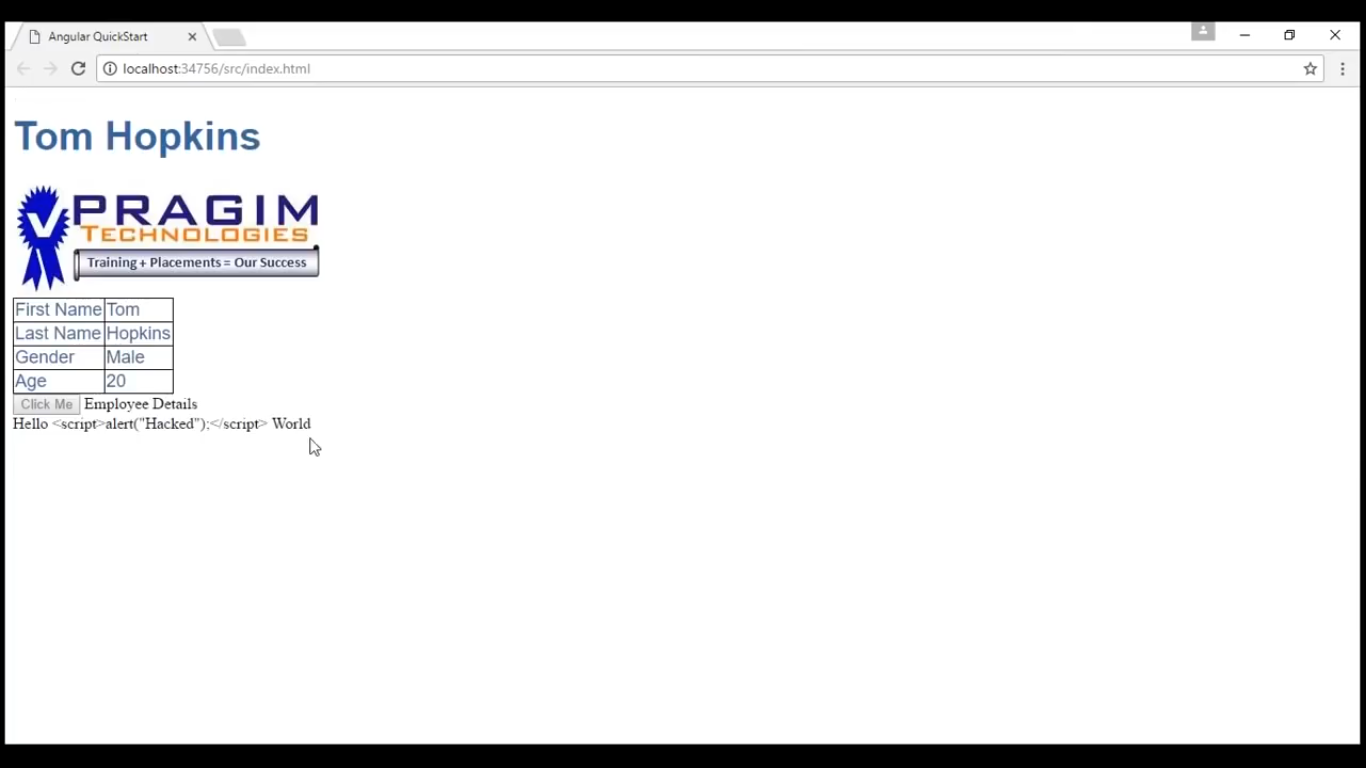 Angular QuickStart
localhost:34756/src/index.html
Tom Hopkins
PRAGIM
TECHNOLOGIES
Training + Placements = Our Success
First Name Tom
Last Name Hopkins
Gender Male
Age 20
Click Me Employee Details
Hello <script>alert("Hacked");</script> World